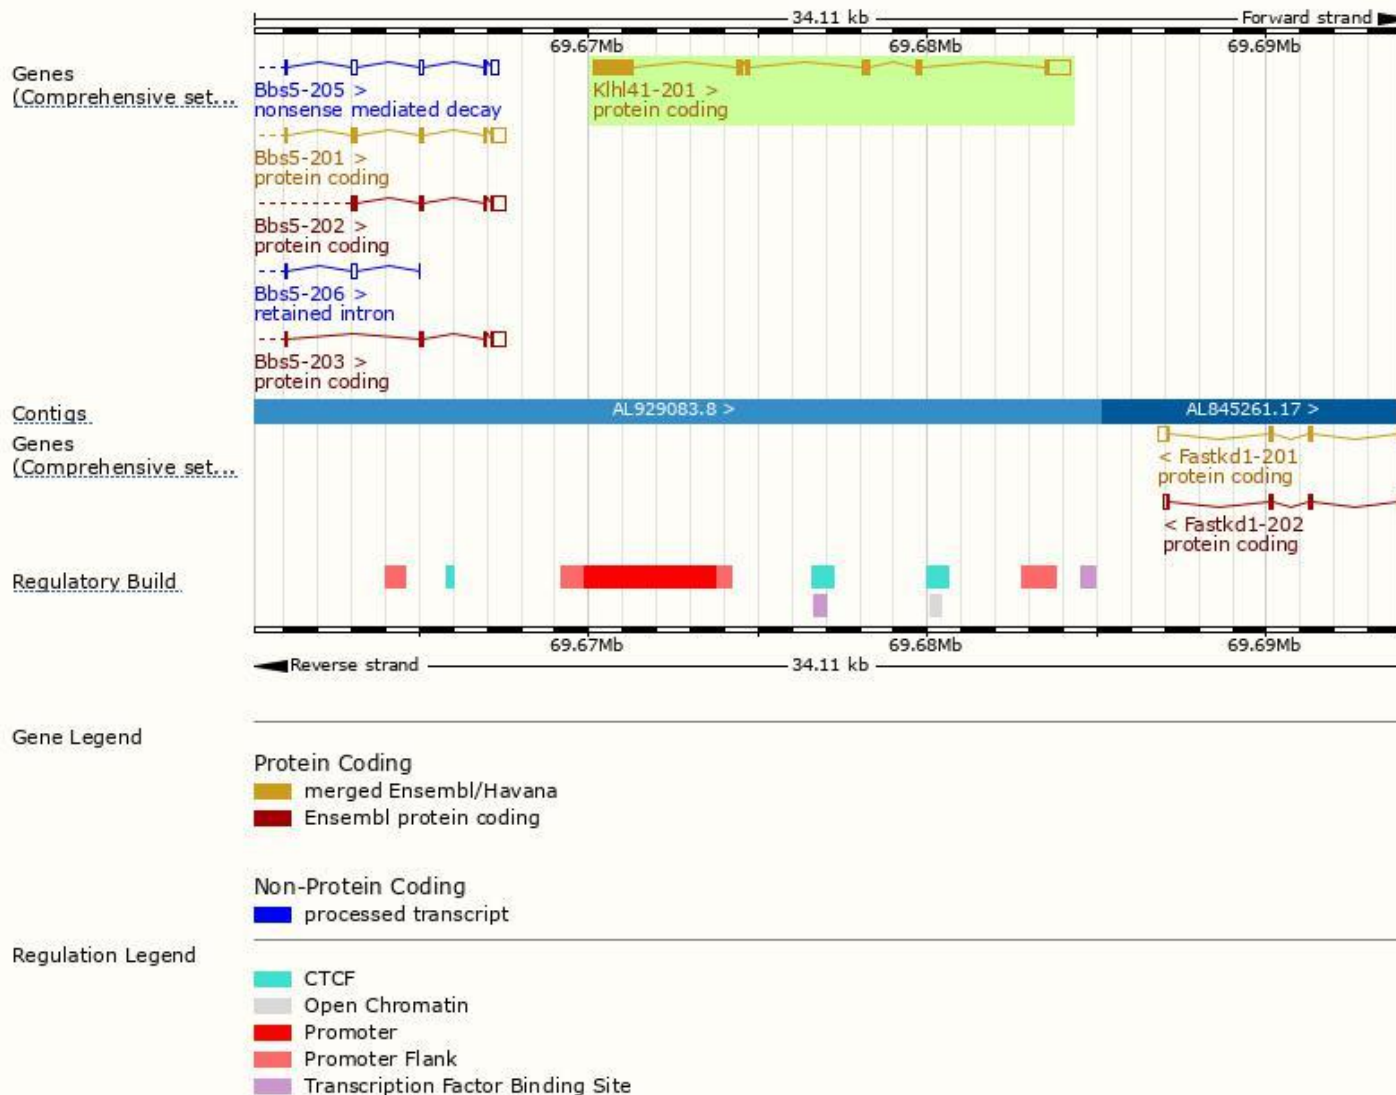 34.11 kb Forward strand
69.67Mb 69.68Mb 69.69Mb
Genes
(Comprehensive set...
Bbs5-205 >
nonsense mediated decay
Klhl41-201 >
protein coding
Bbs5-201 >
protein coding
Bbs5-202 >
protein coding
Bbs5-206 >
retained intron
Bbs5-203 >
protein coding
Contigs AL929083.8 > AL845261.17 >
Genes
(Comprehensive set...
< Fastkd1-201
protein coding
< Fastkd1-202
protein coding
Regulatory Build
69.67Mb 69.68Mb 69.69Mb
Reverse strand 34.11 kb
Gene Legend
Protein Coding
merged Ensembl/Havana
Ensembl protein coding
Non-Protein Coding
processed transcript
Regulation Legend
CTCF
Open Chromatin
Promoter
Promoter Flank
Transcription Factor Binding Site